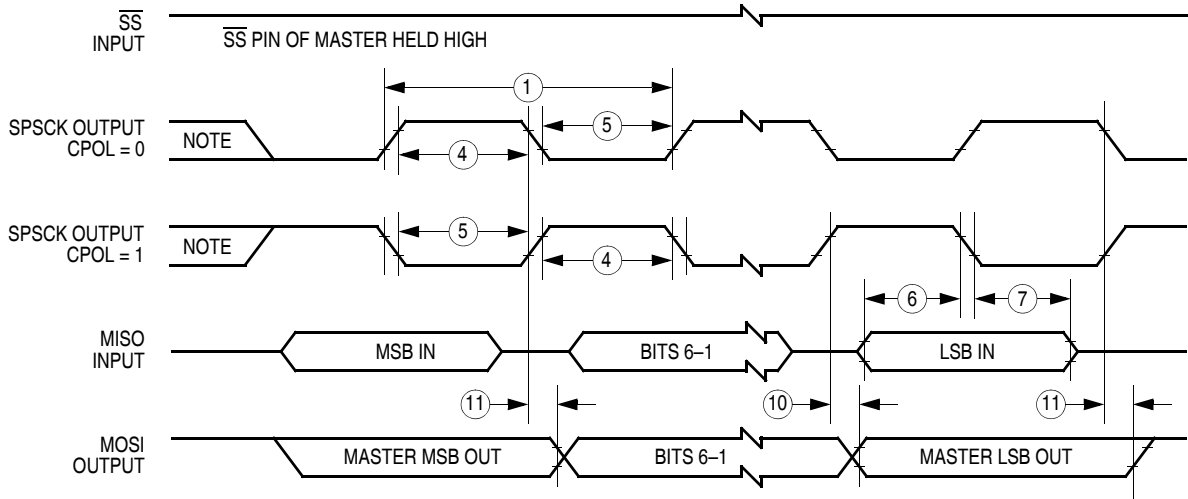 SS
INPUT
SS PIN OF MASTER HELD HIGH
1
SPSCK OUTPUT
CPOL = 0
NOTE
5
4
SPSCK OUTPUT
CPOL = 1
NOTE
5
4
6
7
MISO
INPUT
MSB IN
BITS 6–1
LSB IN
11
10
11
MOSI
OUTPUT
MASTER MSB OUT
BITS 6–1
MASTER LSB OUT